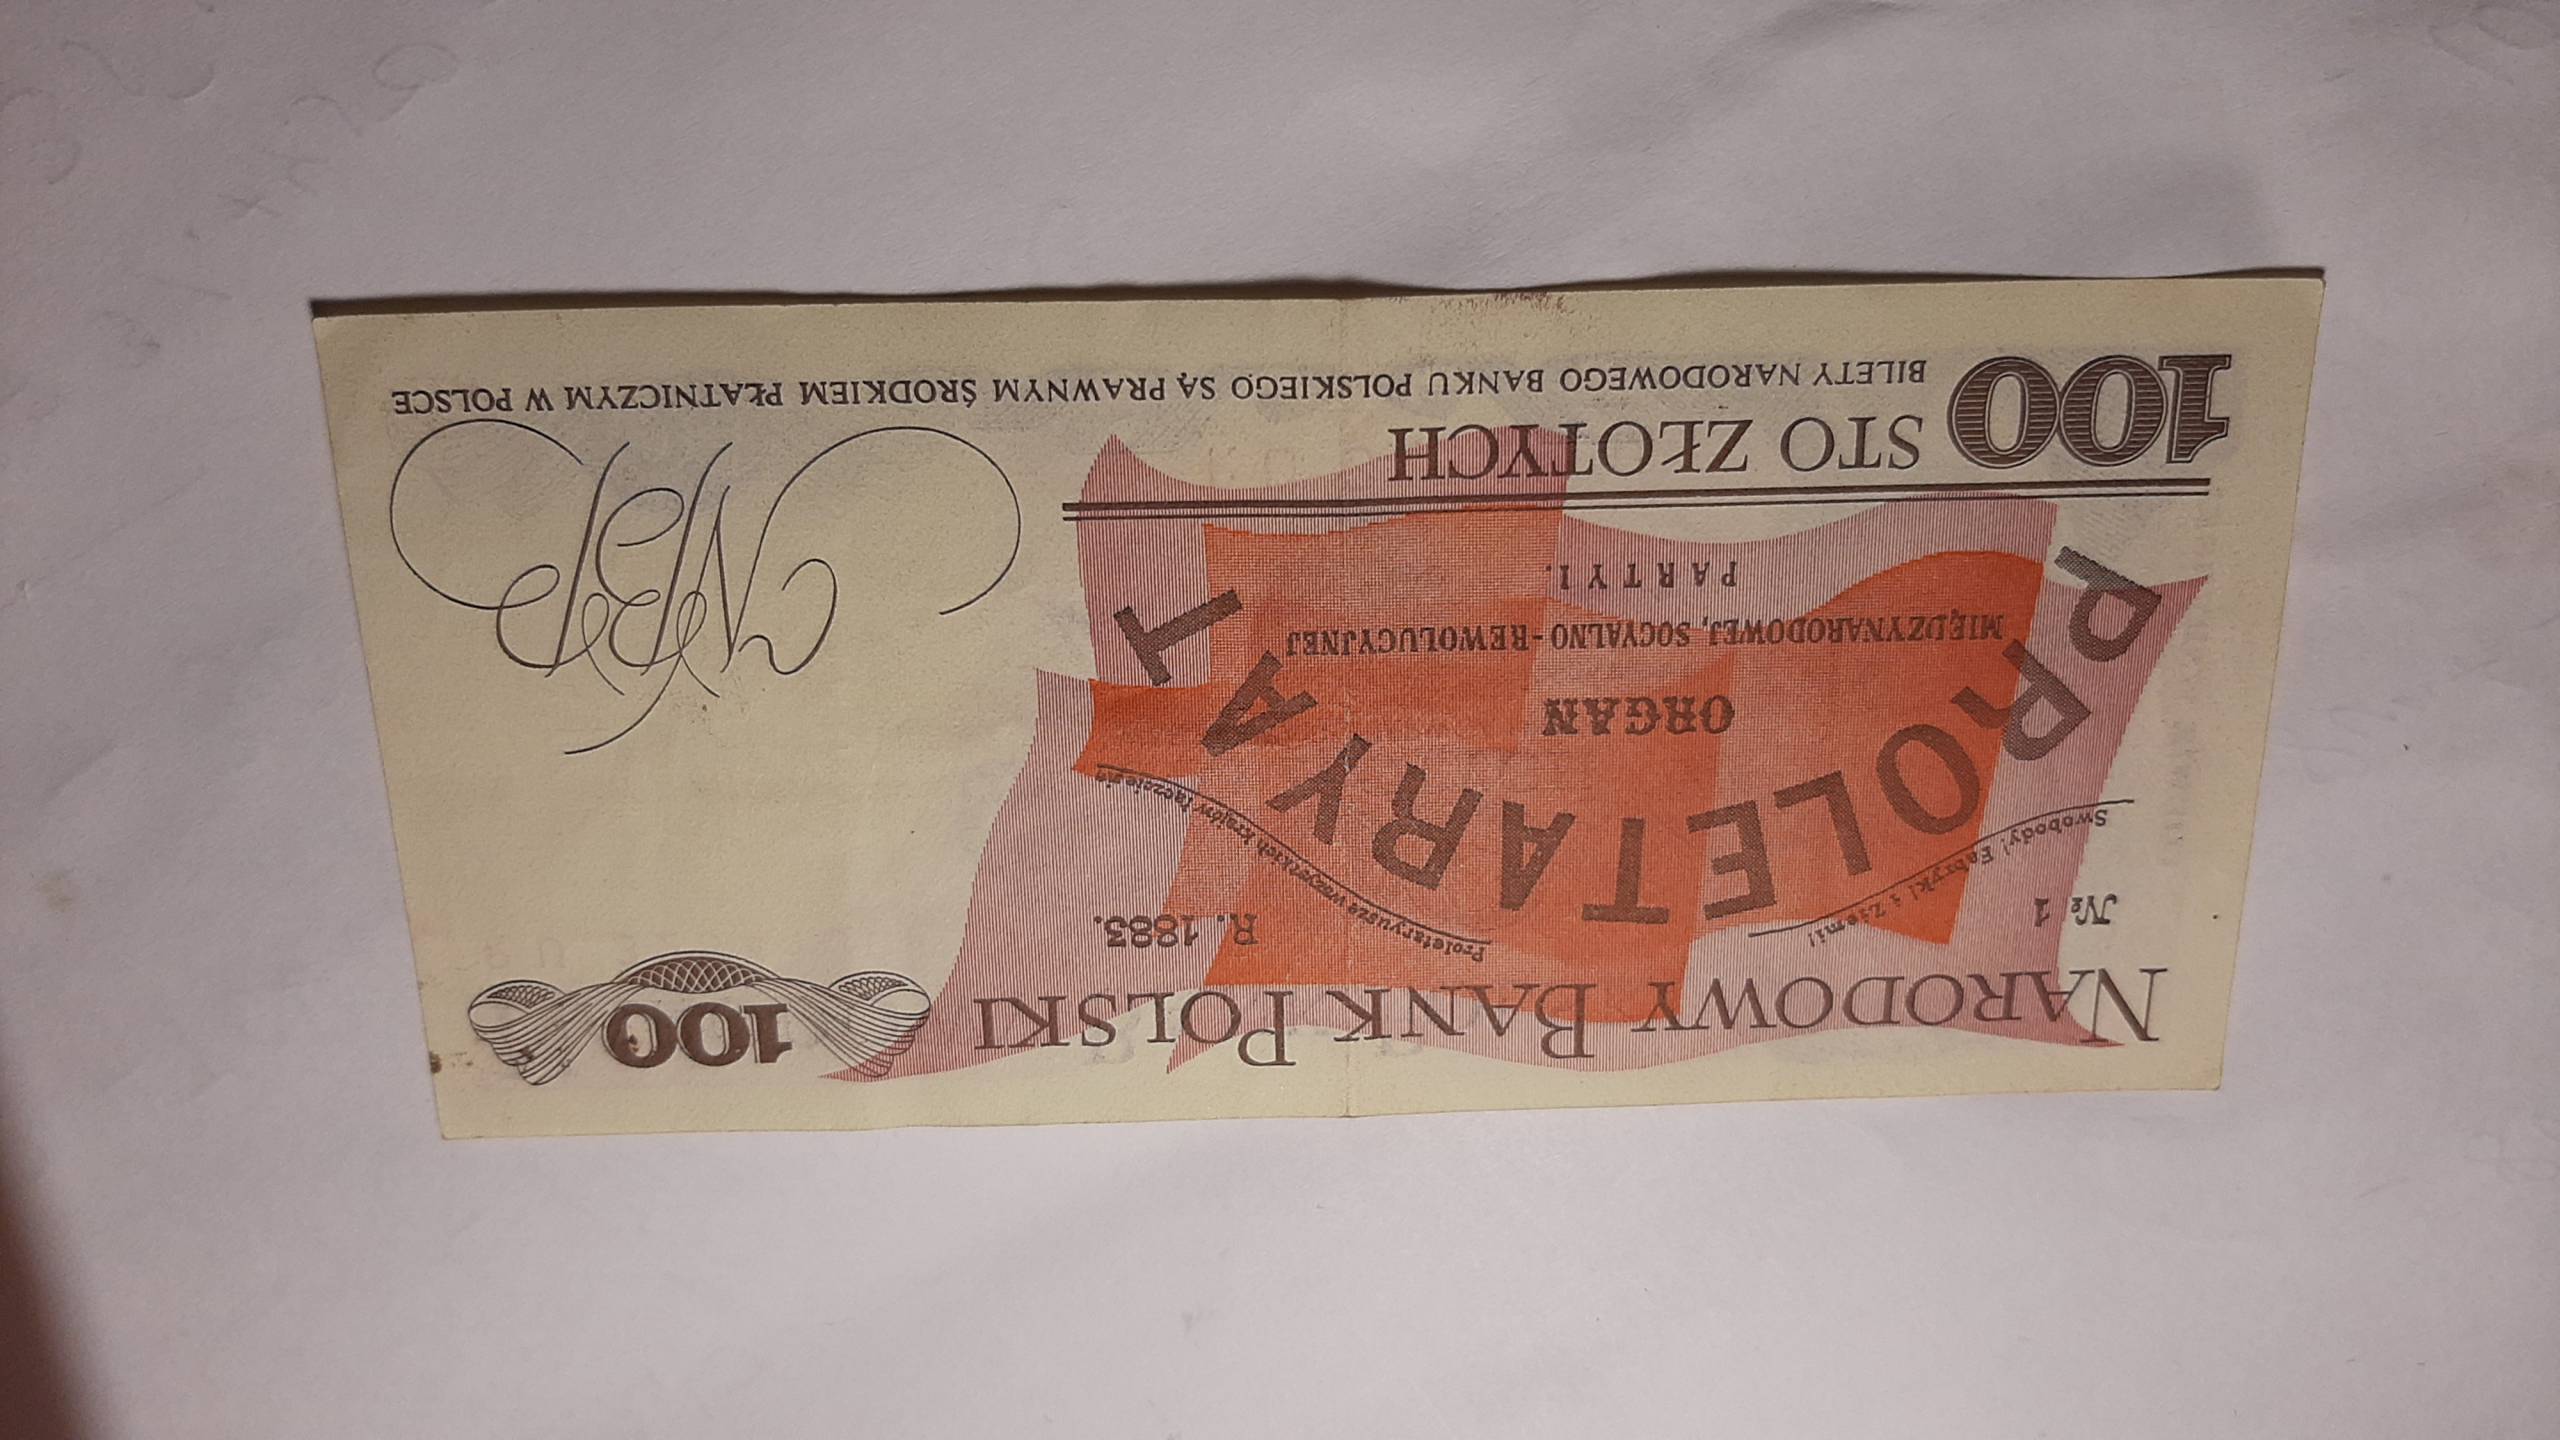 NARODOWY BANK POLSKI
100
№ 1
R. 1883.
Swobody! Fabryki i Ziemi!
Proletaryusze wszystkich krajów łączcie się
PROLETARYAT
ORGAN
MIĘDZYNARODOWEJ, SOCYALNO-REWOLUCYJNEJ
PARTYI.
NBP
100
STO ZŁOTYCH
BILETY NARODOWEGO BANKU POLSKIEGO SĄ PRAWNYM ŚRODKIEM PŁATNICZYM W POLSCE